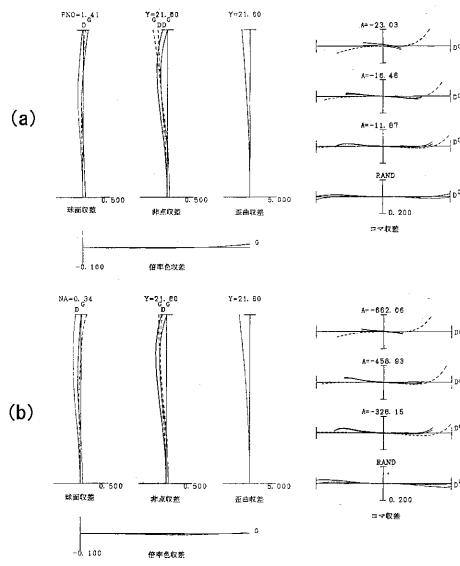 FNO=1.41
D G
0.500
球面収差
Y=21.60
G DDG
0.500
非点収差
Y=21.60
5.000
歪曲収差
A=-23.03
A=-16.46
A=-11.87
RAND
0.200
コマ収差
(a)
G
-0.100
倍率色収差
NA=0.34
D G
0.500
球面収差
Y=21.60
0.500
非点収差
Y=21.60
5.000
歪曲収差
A=-662.06
A=-458.93
A=-326.15
RAND
0.200
コマ収差
(b)
G
-0.100
倍率色収差